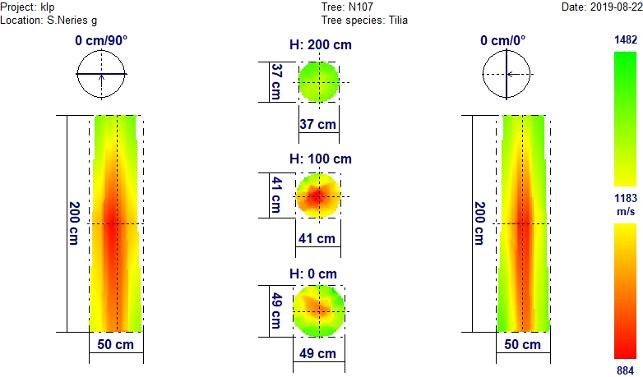 Project: klp
Tree: N107
Date: 2019-08-22
Location: S.Neries g
Tree species: Tilia
0 cm/90°
H: 200 cm
0 cm/0°
1482
37 cm
37 cm
H: 100 cm
41 cm
41 cm
1183
m/s
200 cm
200 cm
H: 0 cm
49 cm
49 cm
50 cm
50 cm
884